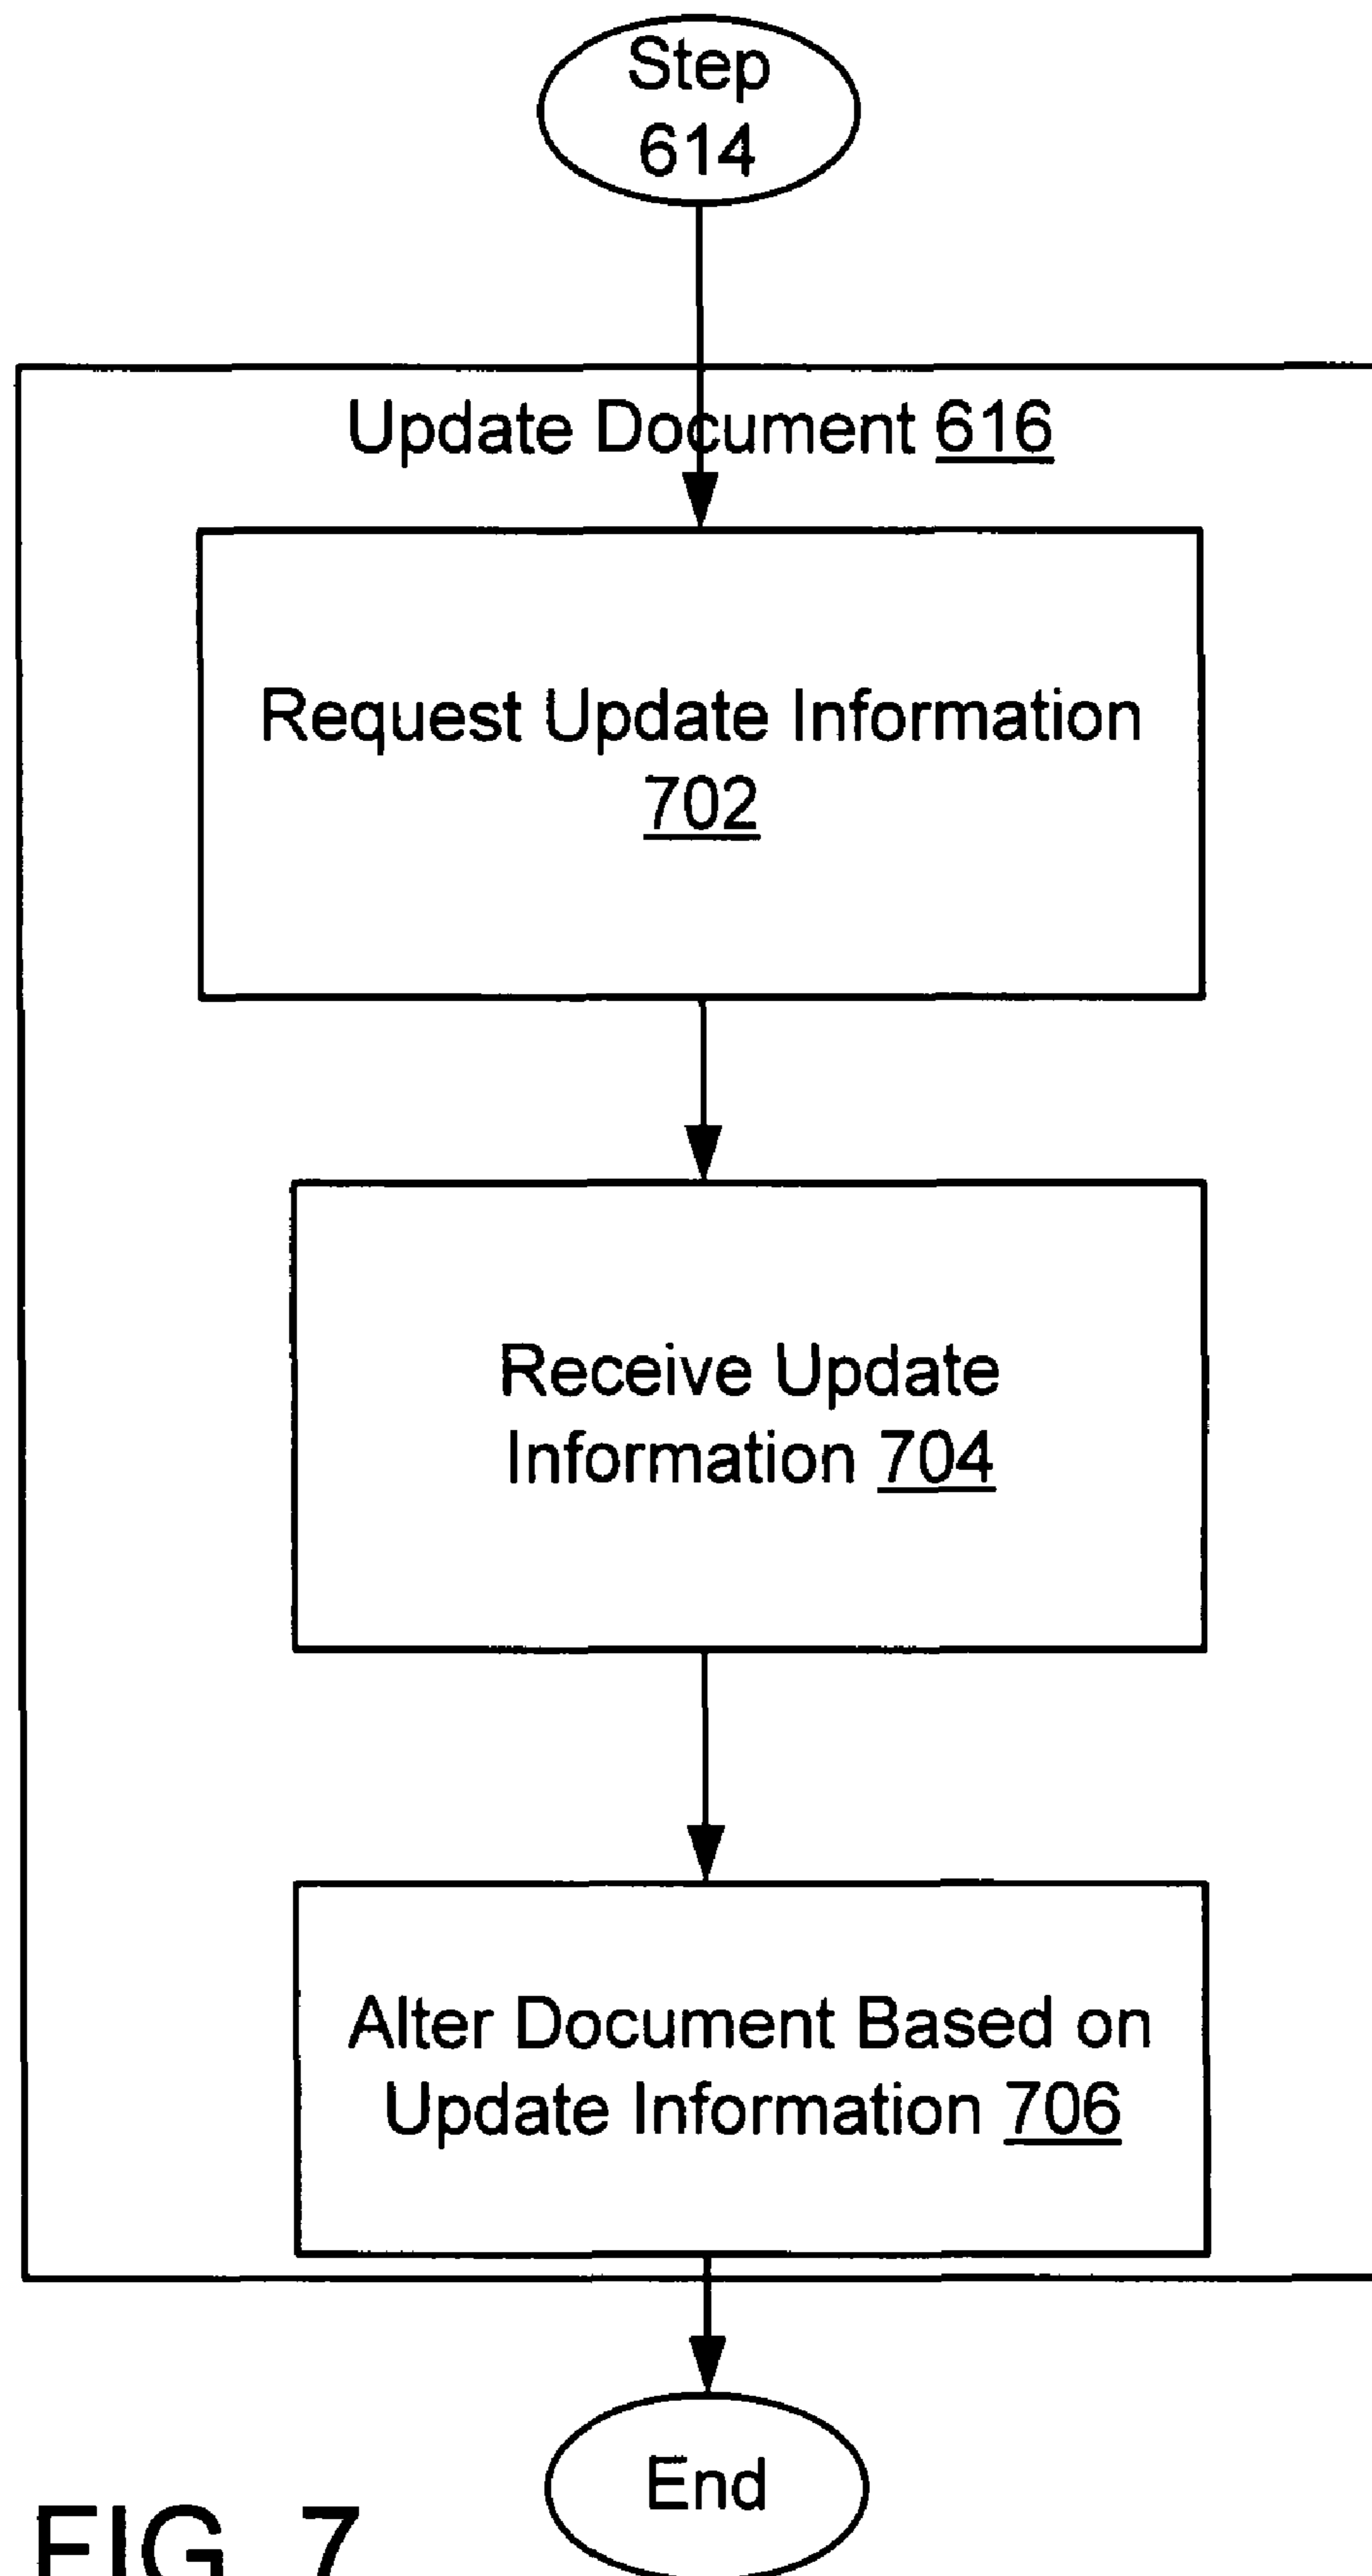 Step
614
Update Document 616
Request Update Information
702
Receive Update
Information 704
Alter Document Based on
Update Information 706
End
FIG. 7